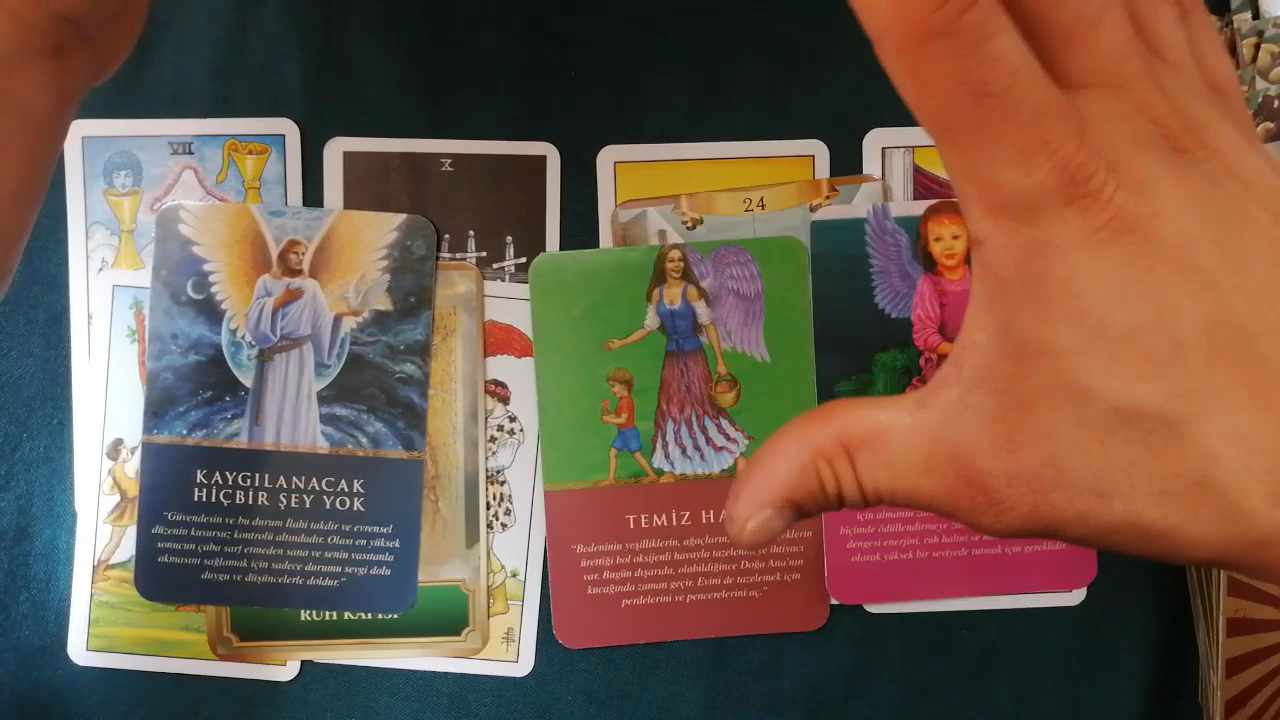 VII
X
24
KAYGILANACAK
HİÇBİR ŞEY YOK
"Güvendesin ve bu durum İlahi takdir ve evrensel
düzenin kusursuz kontrolü altındadır. Olası en yüksek
sonucun çaba sarf etmeden sana ve senin vasıtanla
akmasını sağlamak için sadece durumu sevgi dolu
duygu ve düşüncelerle doldur."
RUH KAPISI
TEMİZ
"Bedeninin yeşilliklerin, ağaçların,
ürettiği bol oksijenli havayla ihtiyacı
var. Bugün dışarıda, olabildiğince Doğa Ana'nın
kucağında zaman geçir. Evini de tazelemek için
perdelerini ve pencerelerini aç."
için almanın
biçimde ödüllendirmeye
dengesi enerjini, ruh halini
olarak yüksek bir seviyede tutmak için gereklidir.